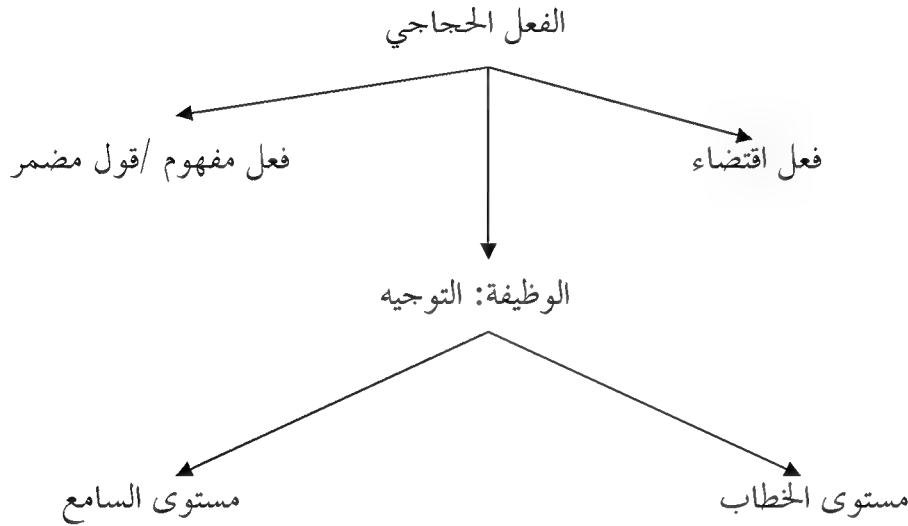 الفعل الحجاجي
فعل اقتضاء
فعل مفهوم /قول مضمر
الوظيفة: التوجيه
مستوى الخطاب
مستوى السامع